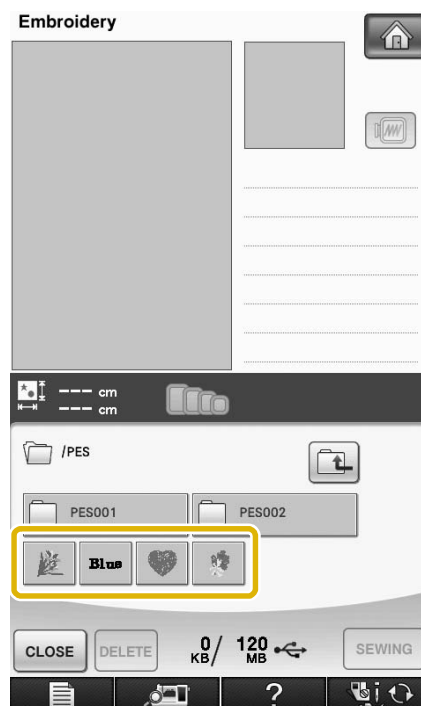 Embroidery
--- cm
--- cm
/PES
PES001 PES002
Blue
CLOSE DELETE 0 KB / 120 MB SEWING
?